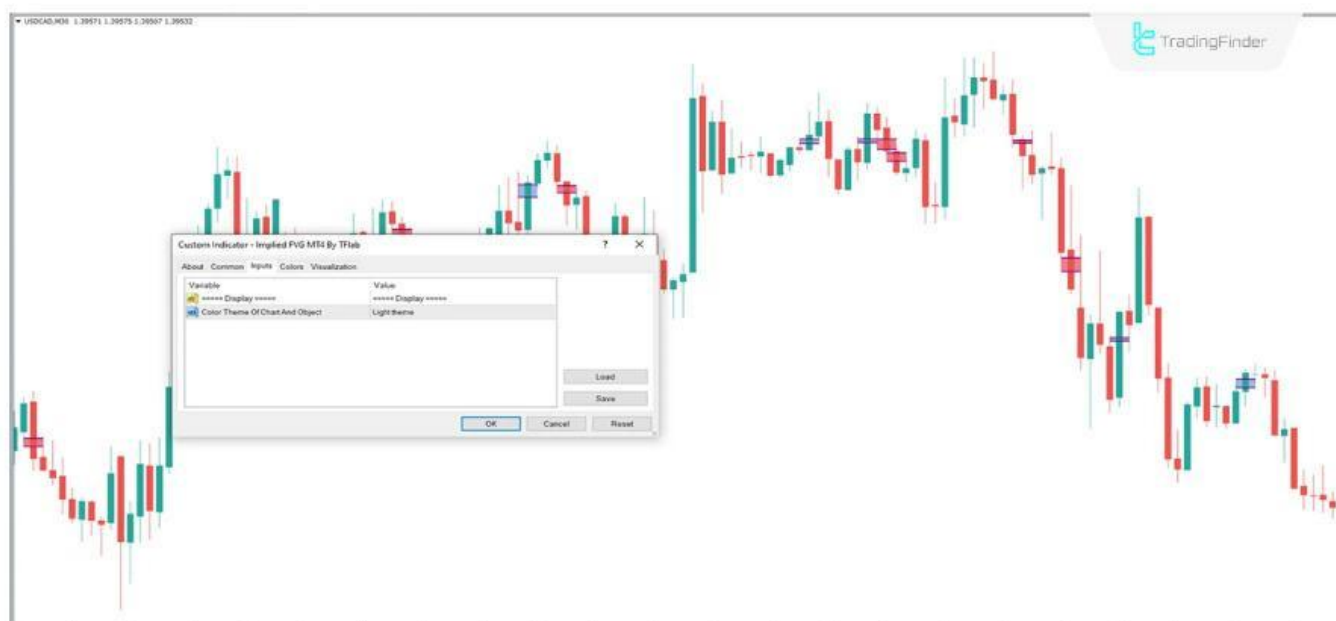 USDCAD,M30 1.39571 1.39575 1.39507 1.39532
TradingFinder
Custom Indicator - Implied FVG MT4 By TFlab
? X
About Common Inputs Colors Visualization
Variable Value
===== Display ===== ===== Display =====
Color Theme Of Chart And Object Light theme
Load
Save
OK Cancel Reset